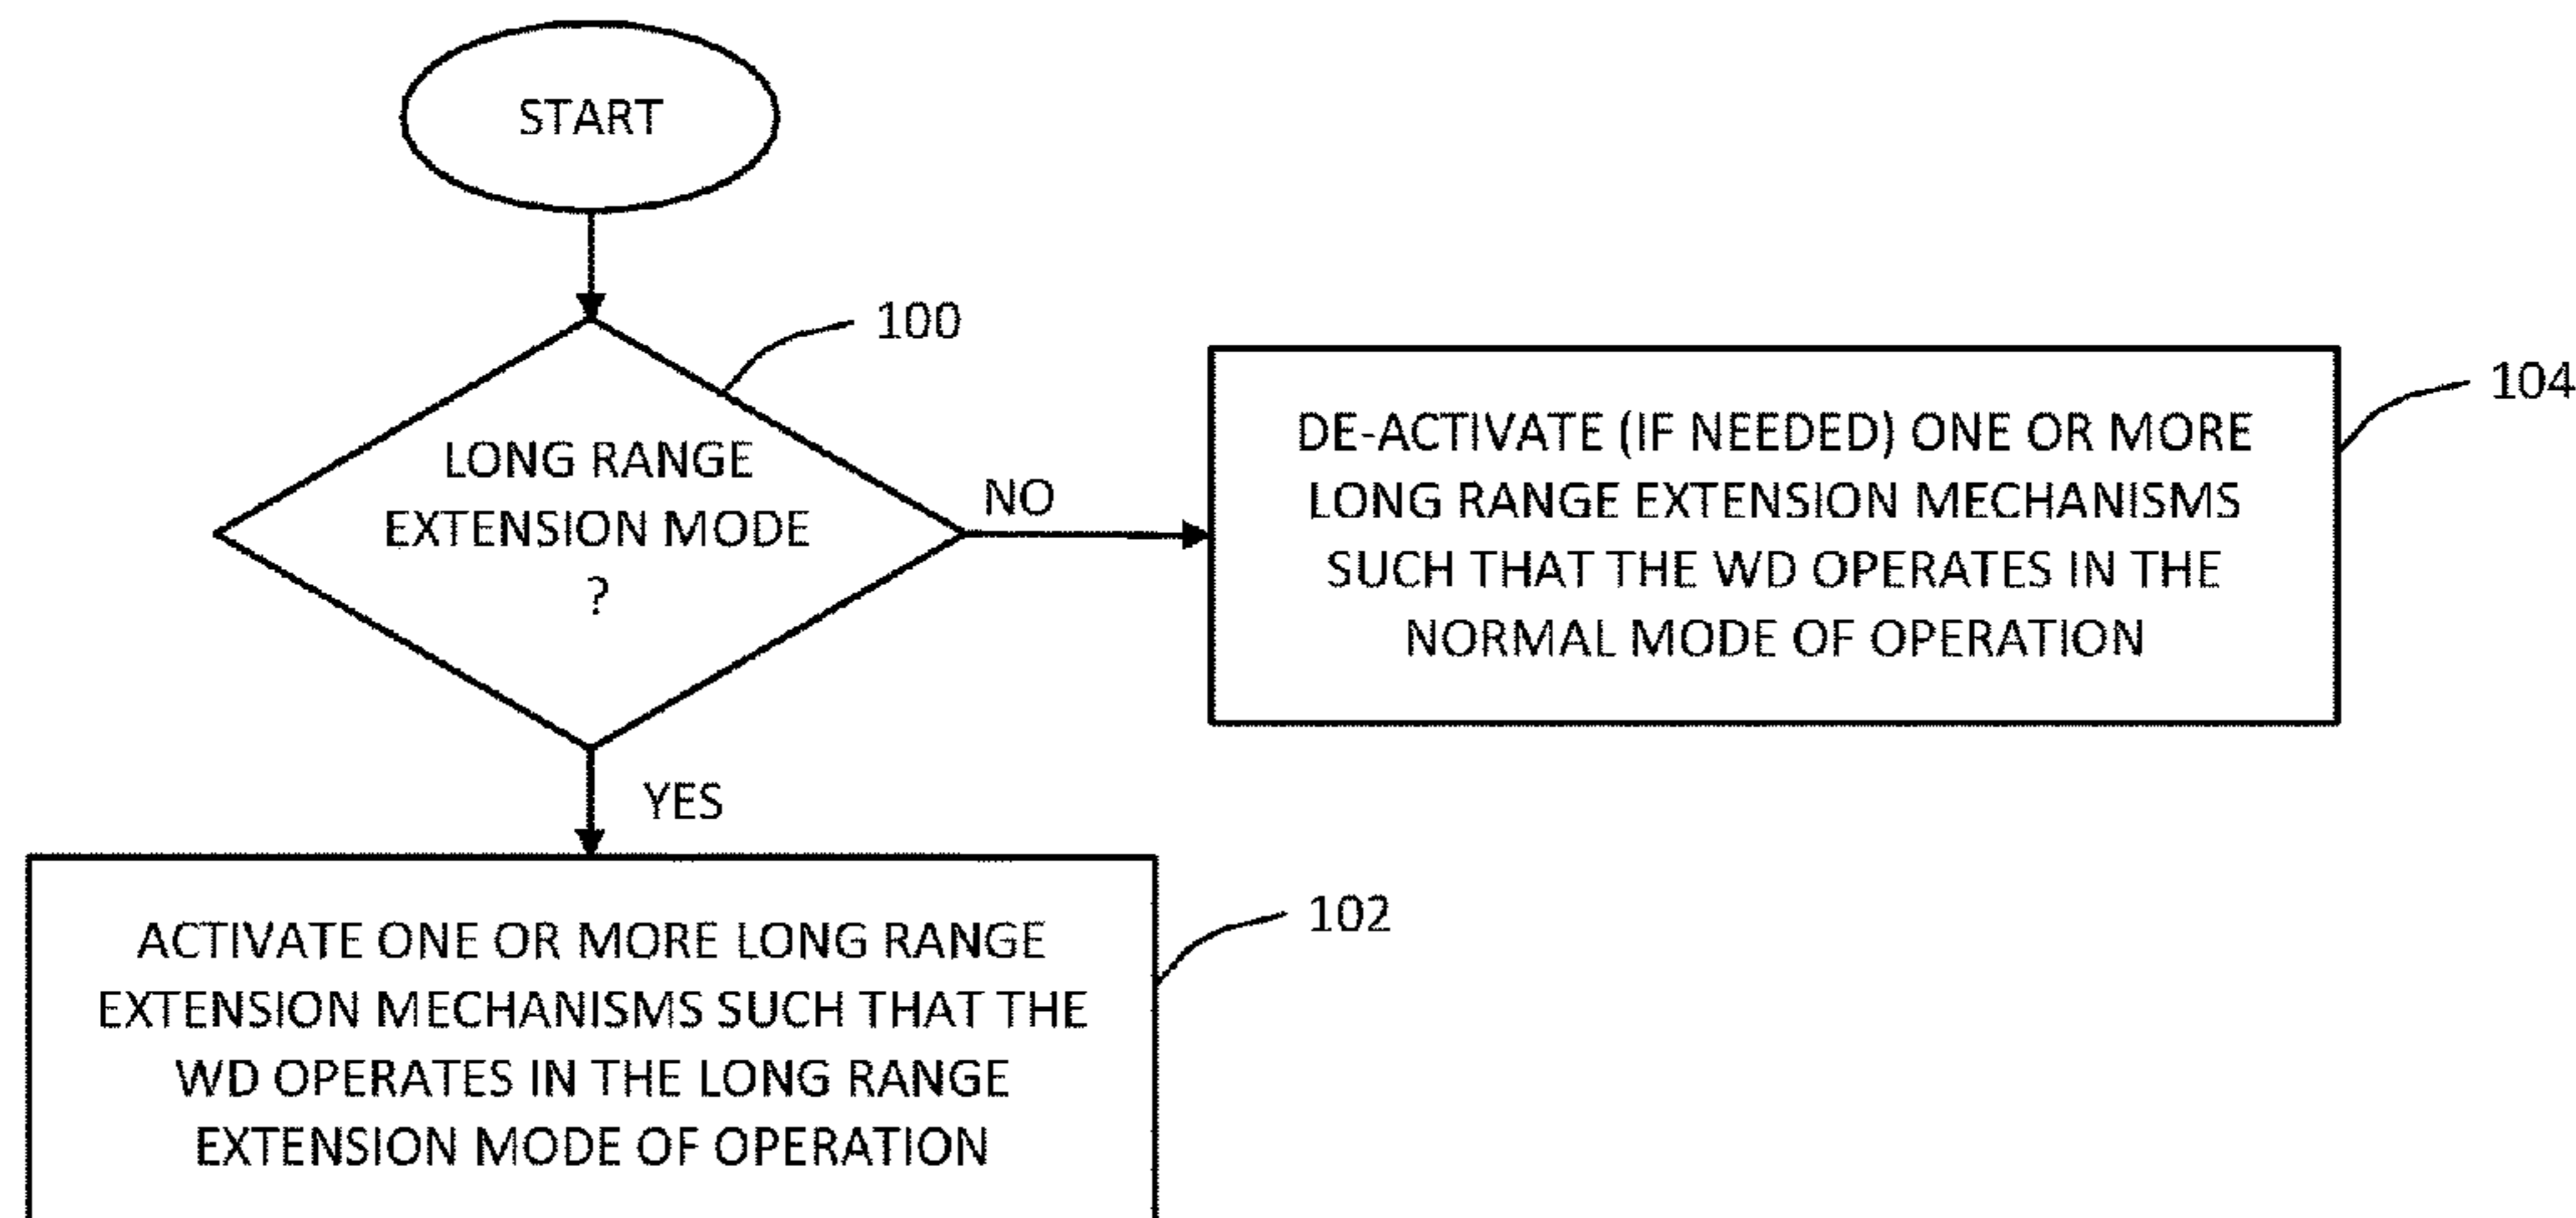 START
100
LONG RANGE
EXTENSION MODE
?
NO
DE-ACTIVATE (IF NEEDED) ONE OR MORE
LONG RANGE EXTENSION MECHANISMS
SUCH THAT THE WD OPERATES IN THE
NORMAL MODE OF OPERATION
104
YES
ACTIVATE ONE OR MORE LONG RANGE
EXTENSION MECHANISMS SUCH THAT THE
WD OPERATES IN THE LONG RANGE
EXTENSION MODE OF OPERATION
102